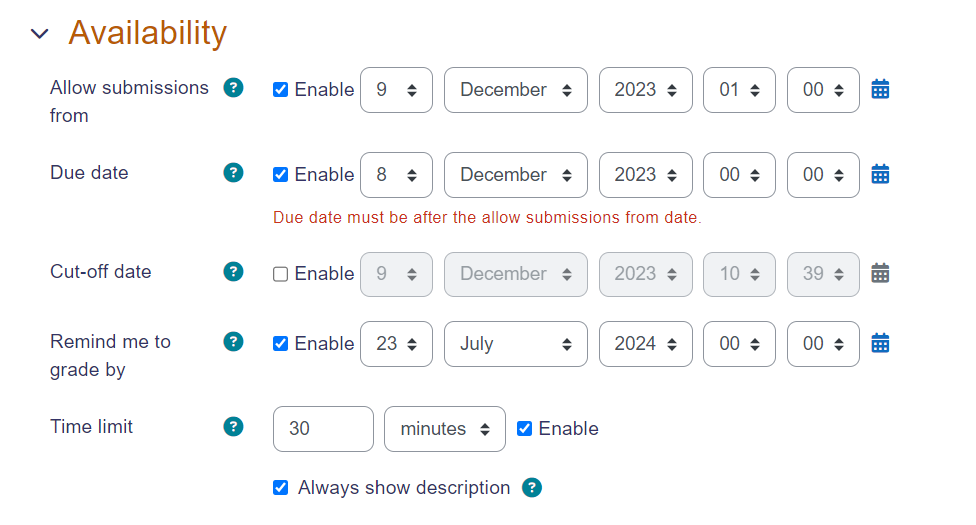 Availability
Allow submissions from ? Enable 9 December 2023 01 00
Due date ? Enable 8 December 2023 00 00
Due date must be after the allow submissions from date.
Cut-off date ? Enable 9 December 2023 10 39
Remind me to grade by ? Enable 23 July 2024 00 00
Time limit ? 30 minutes Enable
Always show description ?